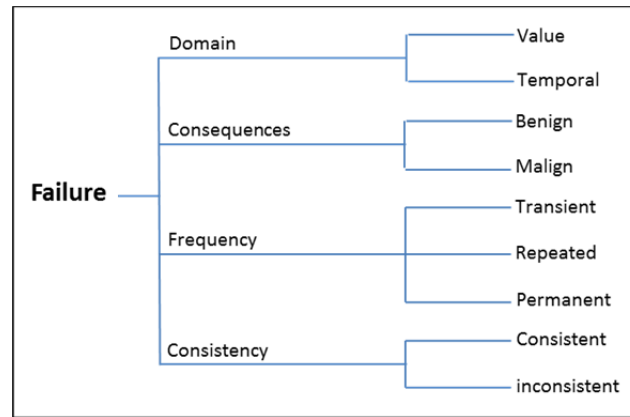 Domain
Value
Temporal
Consequences
Benign
Malign
Failure
Frequency
Transient
Repeated
Permanent
Consistency
Consistent
inconsistent